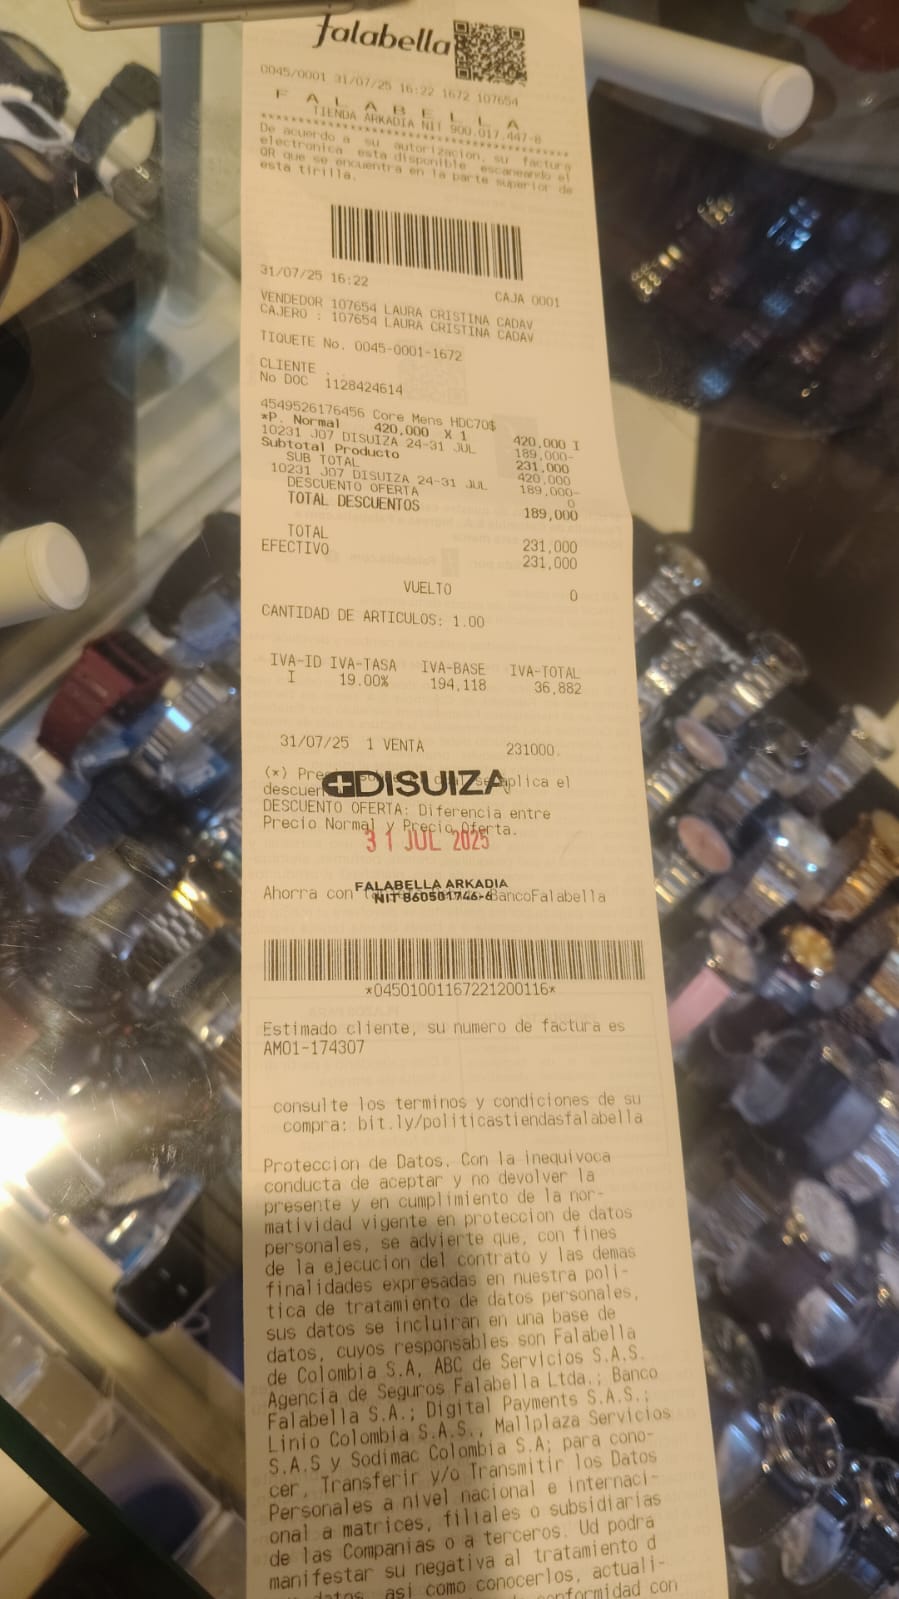 falabella
0045/0001 31/07/25 16:22 1672 107654
F A L A B E L L A
TIENDA ARKADIA NIT 900.017.447-8
************************************
De acuerdo a su autorizacion, su factura
electronica esta disponible escaneando el
QR que se encuentra en la parte superior de
esta tirilla.
31/07/25 16:22 CAJA 0001
VENDEDOR 107654 LAURA CRISTINA CADAV
CAJERO : 107654 LAURA CRISTINA CADAV
TIQUETE No. 0045-0001-1672
CLIENTE .
No DOC 1128424614
4549526176456 Core Mens HDC70$ 420,000 I
*P. Normal 420,000 X 1
10231 J07 DISUIZA 24-31 JUL 189,000-
Subtotal Producto 231,000
SUB TOTAL 420,000
10231 J07 DISUIZA 24-31 JUL 189,000-
DESCUENTO OFERTA 0
TOTAL DESCUENTOS 189,000
TOTAL 231,000
EFECTIVO 231,000
VUELTO 0
CANTIDAD DE ARTICULOS: 1.00
IVA-ID IVA-TASA IVA-BASE IVA-TOTAL
I 19.00% 194,118 36,882
31/07/25 1 VENTA 231000.
(*) Pre se aplica el
descuen
DISUIZA
DESCUENTO OFERTA: Diferencia entre
Precio Normal y Precio Oferta.
31 JUL 2025
FALABELLA ARKADIA
NIT 860501746-6
Ahorra con BancoFalabella
*04501001167221200116*
Estimado cliente, su numero de factura es
AM01-174307
consulte los terminos y condiciones de su
compra: bit.ly/politicastiendasfalabella
Proteccion de Datos. Con la inequivoca
conducta de aceptar y no devolver la
presente y en cumplimiento de la nor-
matividad vigente en proteccion de datos
personales, se advierte que, con fines
de la ejecucion del contrato y las demas
finalidades expresadas en nuestra poli-
tica de tratamiento de datos personales,
sus datos se incluiran en una base de
datos, cuyos responsables son Falabella
de Colombia S.A, ABC de Servicios S.A.S.
Agencia de Seguros Falabella Ltda.; Banco
Falabella S.A.; Digital Payments S.A.S.;
Linio Colombia S.A.S., Mallplaza Servicios
S.A.S y Sodimac Colombia S.A; para cono-
cer, Transferir y/o Transmitir los Datos
Personales a nivel nacional e internaci-
onal a matrices, filiales o subsidiarias
de las Companias o a terceros. Ud podra
manifestar su negativa al tratamiento d
datos, asi como conocerlos, actuali-
conformidad con